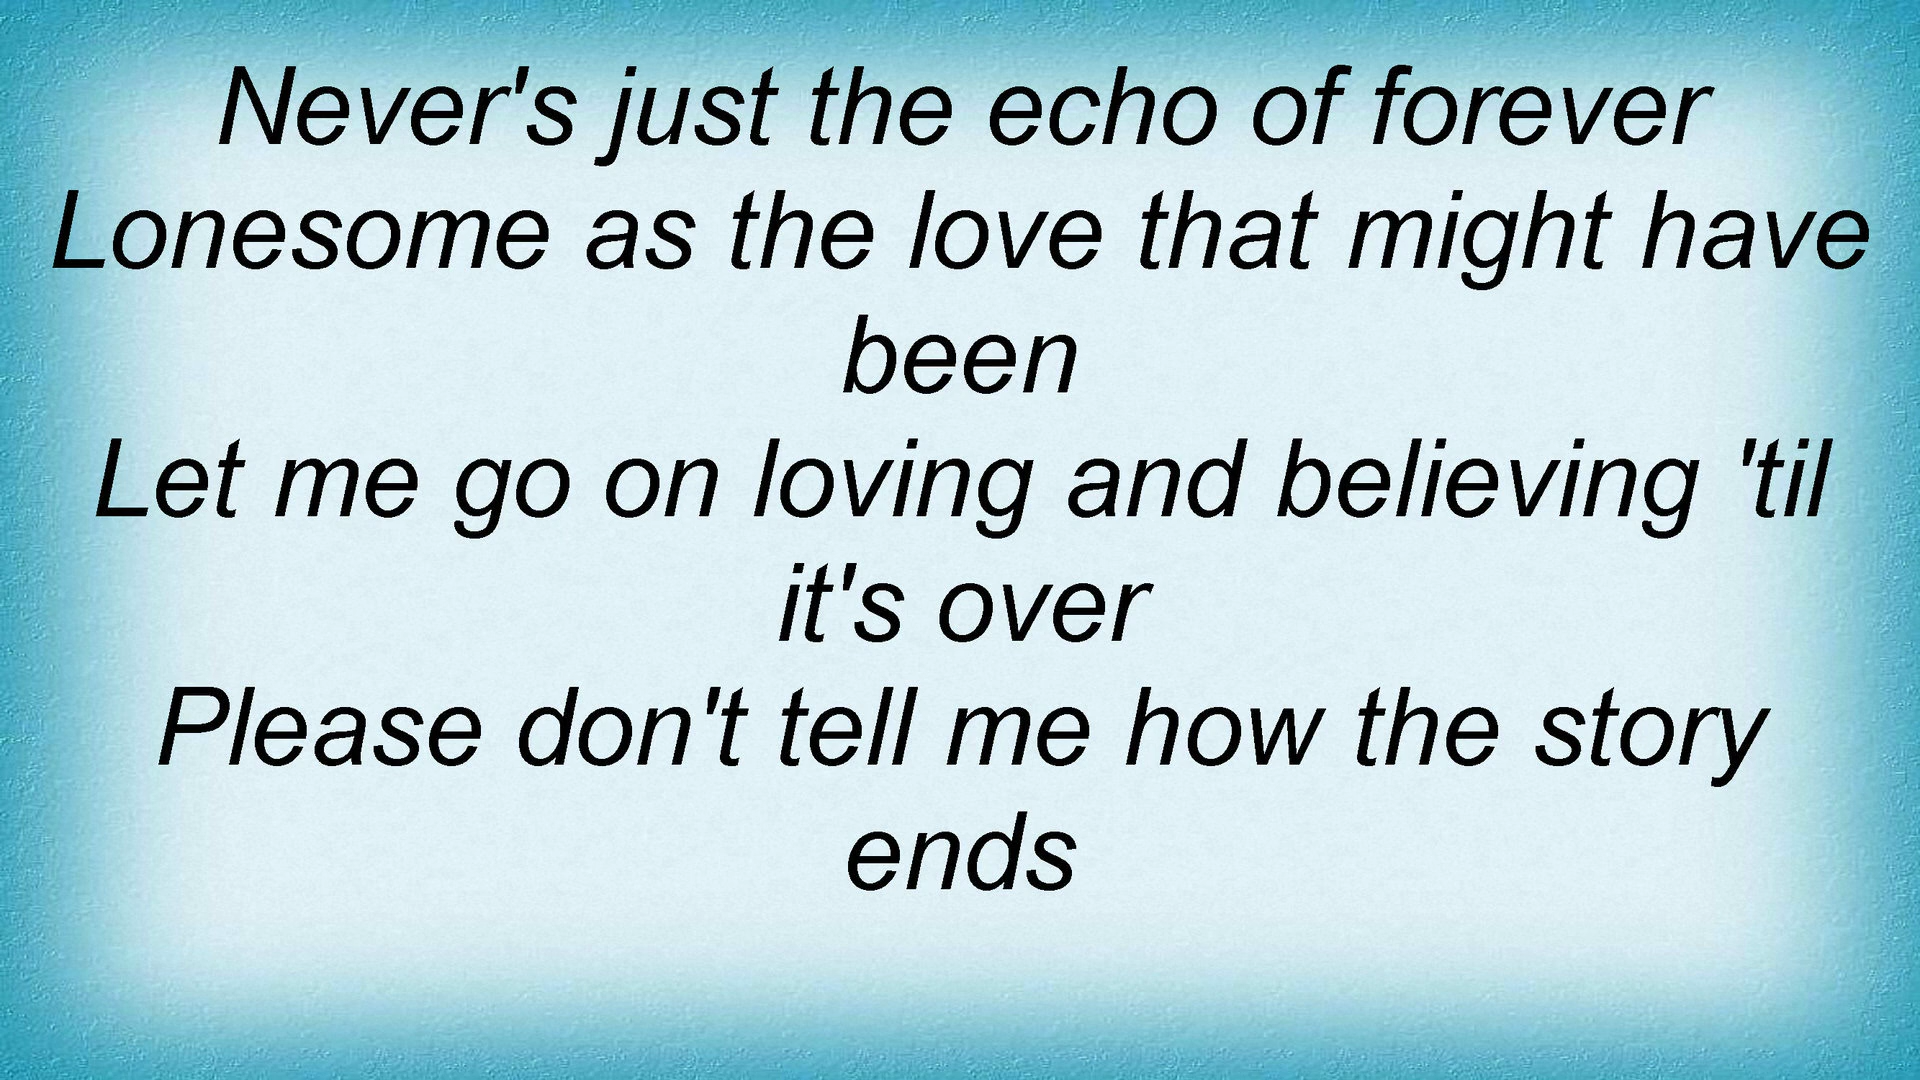 Never's just the echo of forever
Lonesome as the love that might have
been
Let me go on loving and believing 'til
it's over
Please don't tell me how the story
ends